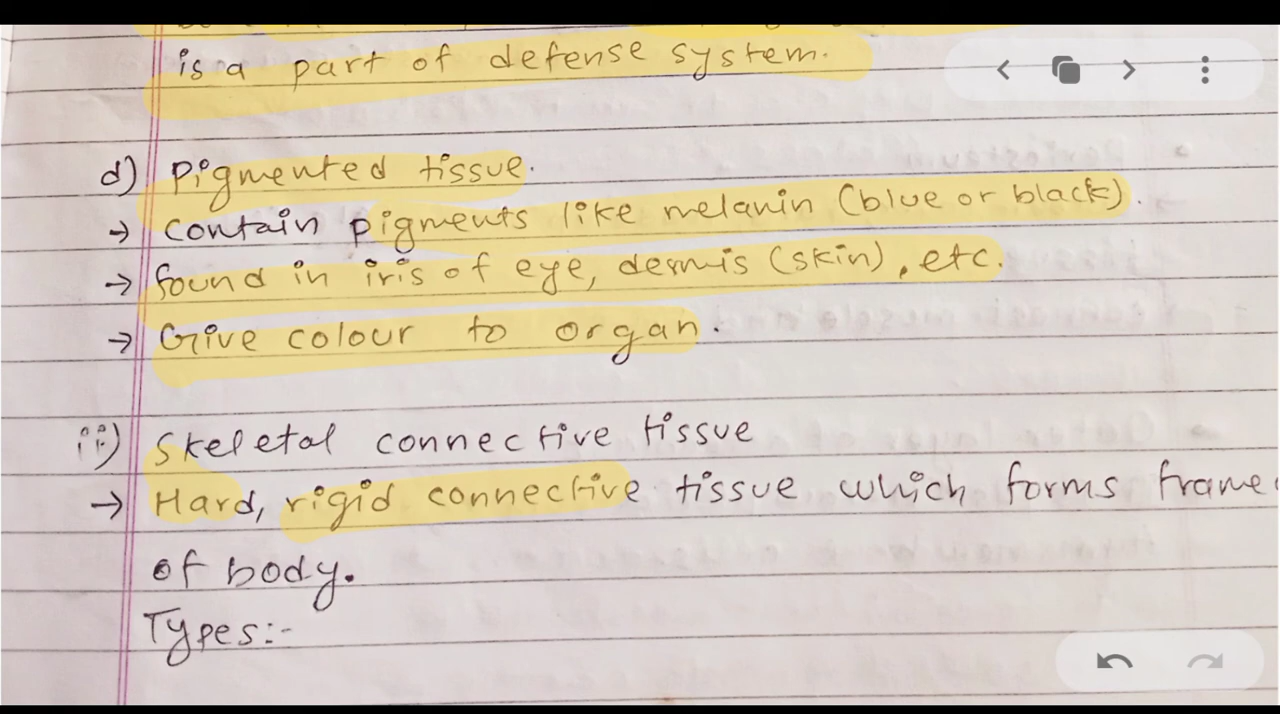 is a part of defense system.
d) Pigmented tissue.
→ contain pigments like melanin (blue or black).
→ found in iris of eye, dermis (skin), etc.
→ Give colour to organ.
ii) Skeletal connective tissue
→ Hard, rigid connective tissue which forms frame
of body.
Types:-